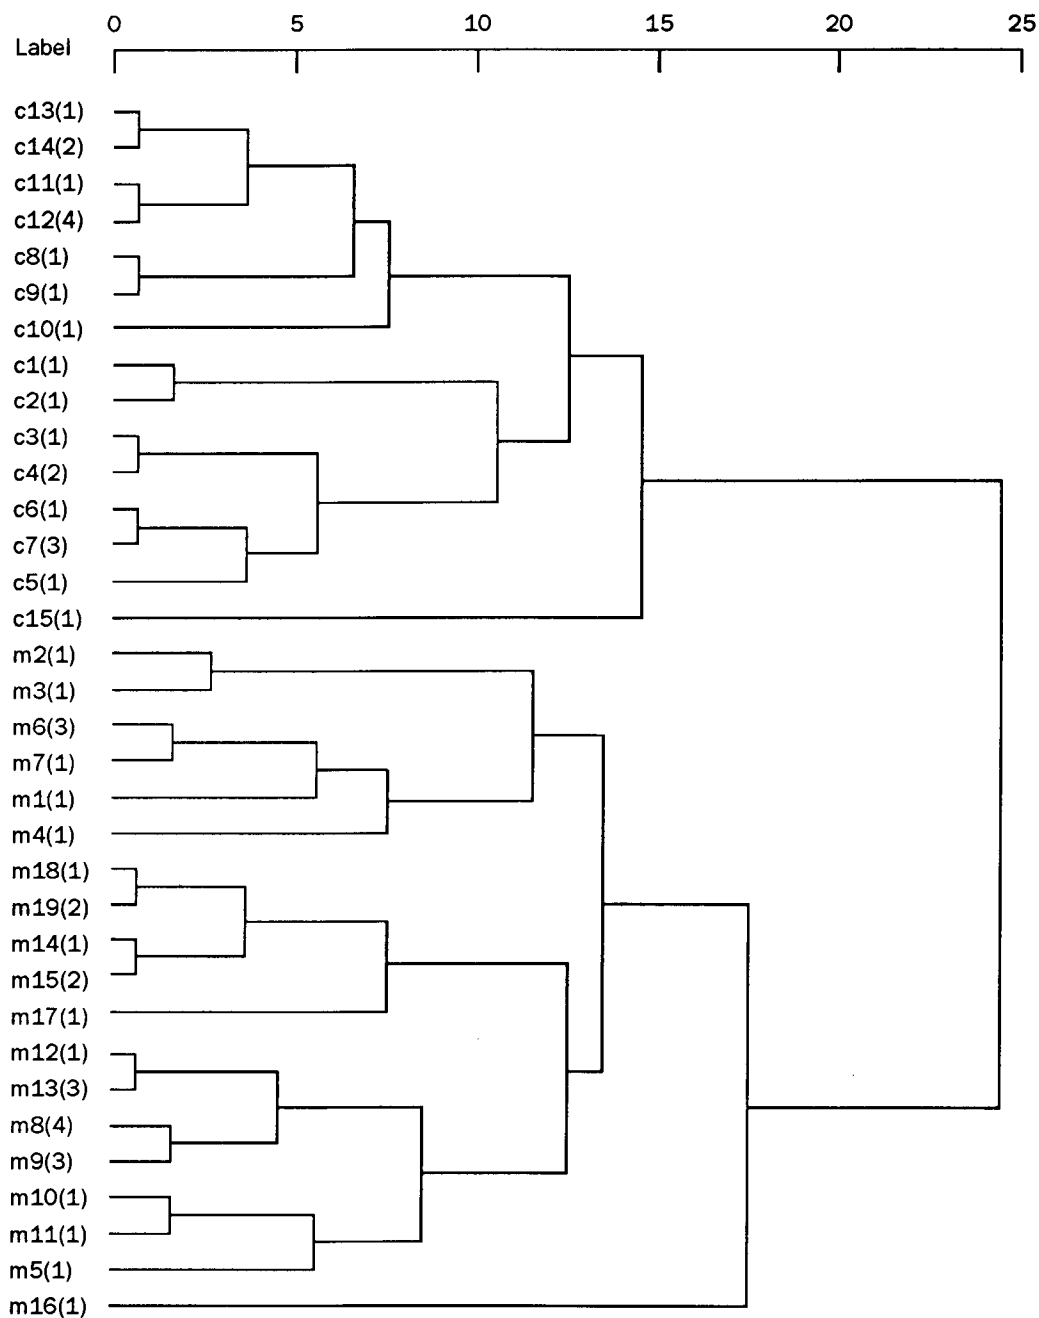 0 5 10 15 20 25
Label
c13(1)
c14(2)
c11(1)
c12(4)
c8(1)
c9(1)
c10(1)
c1(1)
c2(1)
c3(1)
c4(2)
c6(1)
c7(3)
c5(1)
c15(1)
m2(1)
m3(1)
m6(3)
m7(1)
m1(1)
m4(1)
m18(1)
m19(2)
m14(1)
m15(2)
m17(1)
m12(1)
m13(3)
m8(4)
m9(3)
m10(1)
m11(1)
m5(1)
m16(1)